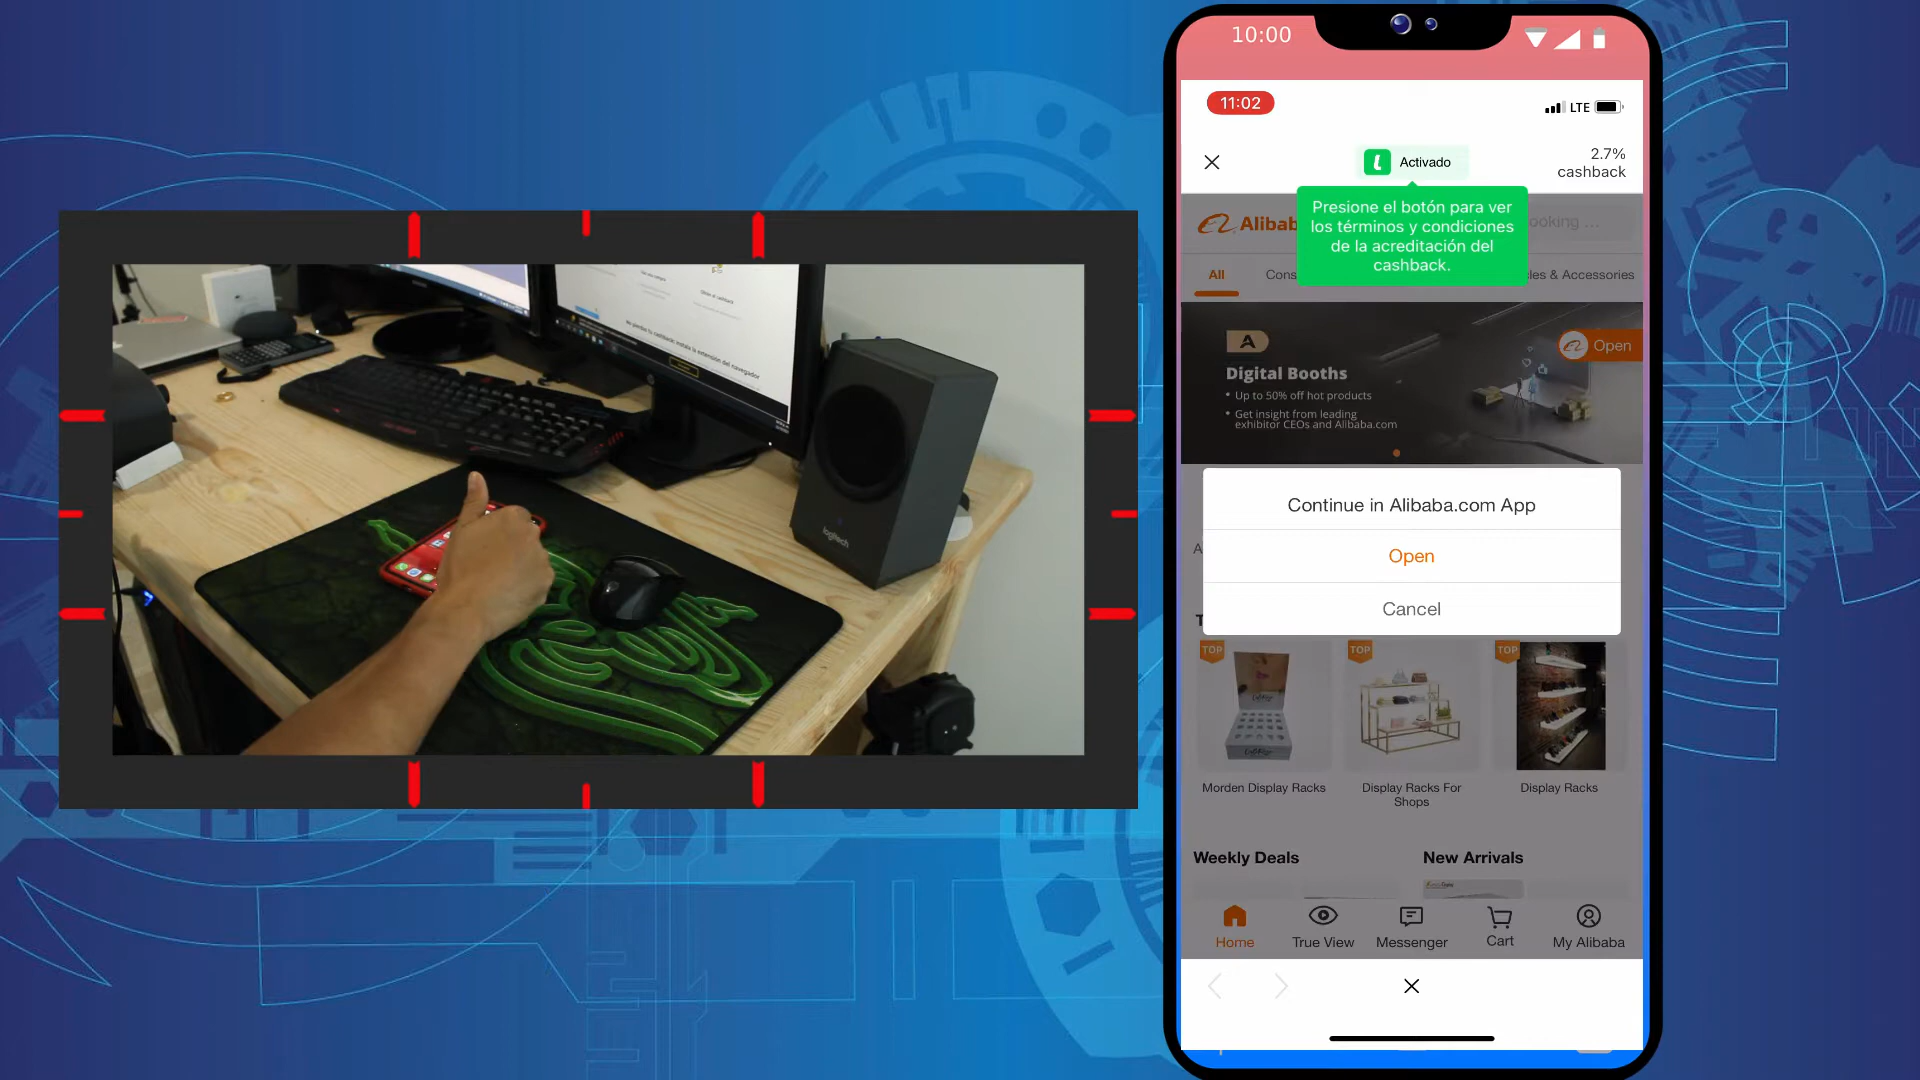 10:00
11:02
LTE
Activado
2.7%
cashback
Presione el botón para ver
los términos y condiciones
de la acreditación del
cashback.
Alibab
ooking ...
All
Cons
les & Accessories
A
Open
Digital Booths
• Up to 50% off hot products
• Get insight from leading
exhibitor CEOs and Alibaba.com
Continue in Alibaba.com App
Open
Cancel
A
T
TOP
TOP
TOP
Morden Display Racks
Display Racks For
Shops
Display Racks
Weekly Deals
New Arrivals
Home
True View
Messenger
Cart
My Alibaba
logitech